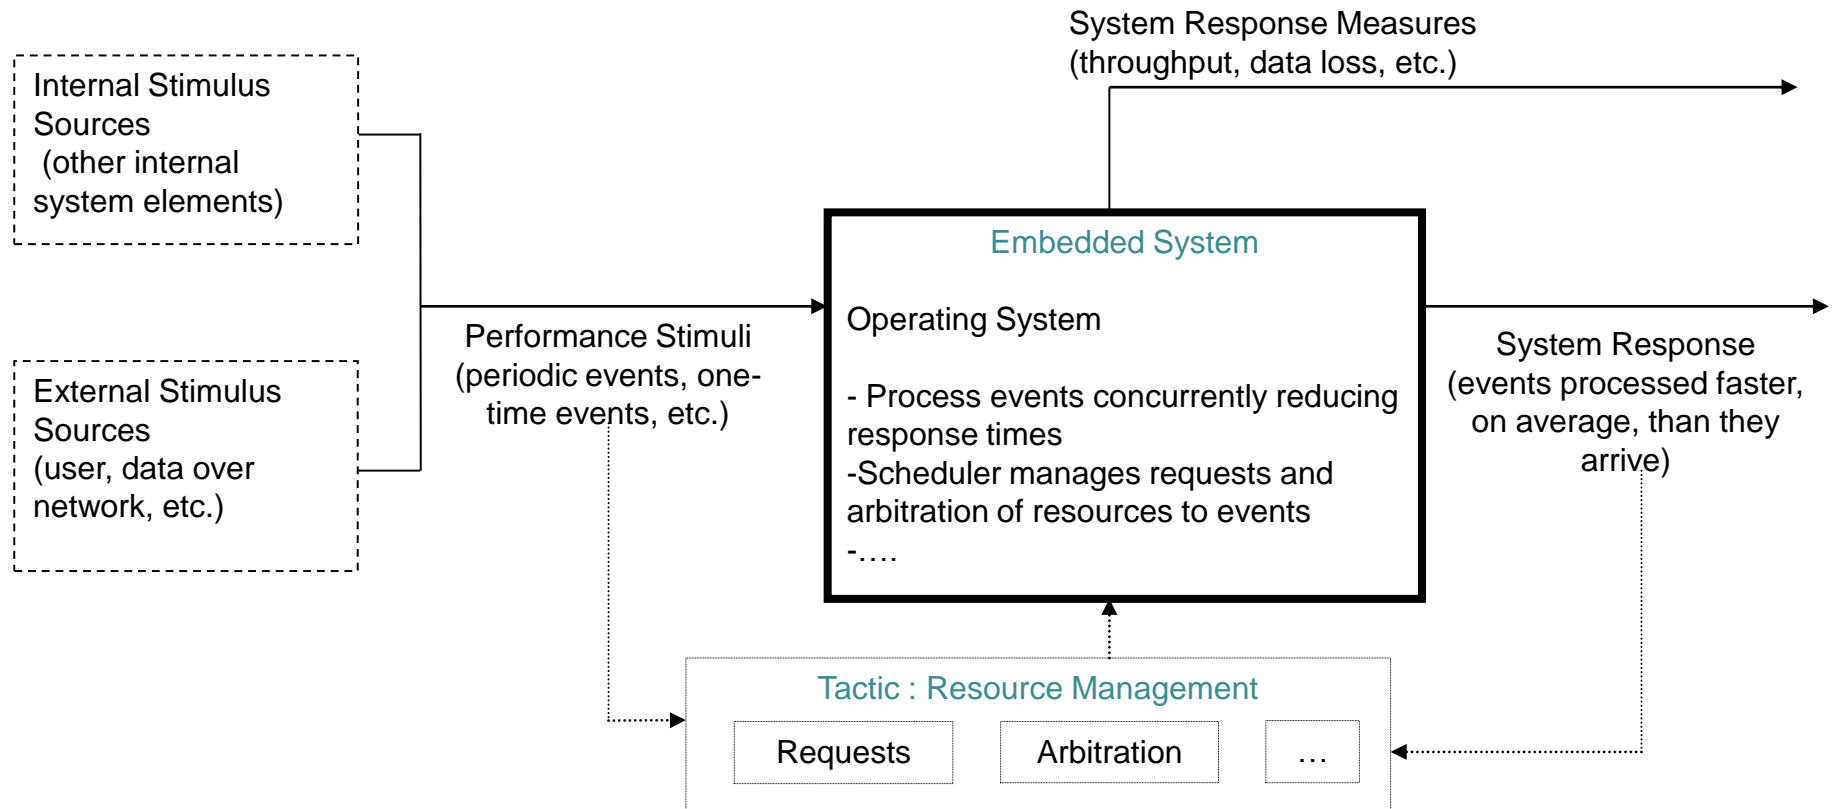 System Response Measures
(throughput, data loss, etc.)
Internal Stimulus
Sources
(other internal
system elements)
External Stimulus
Sources
(user, data over
network, etc.)
Performance Stimuli
(periodic events, one-
time events, etc.)
Embedded System
Operating System
- Process events concurrently reducing
response times
-Scheduler manages requests and
arbitration of resources to events
-….
System Response
(events processed faster,
on average, than they
arrive)
Tactic : Resource Management
Requests
Arbitration
…